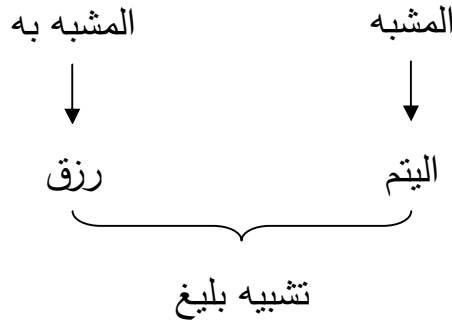 المشبه المشبه به
اليتم رزق
تشبيه بليغ